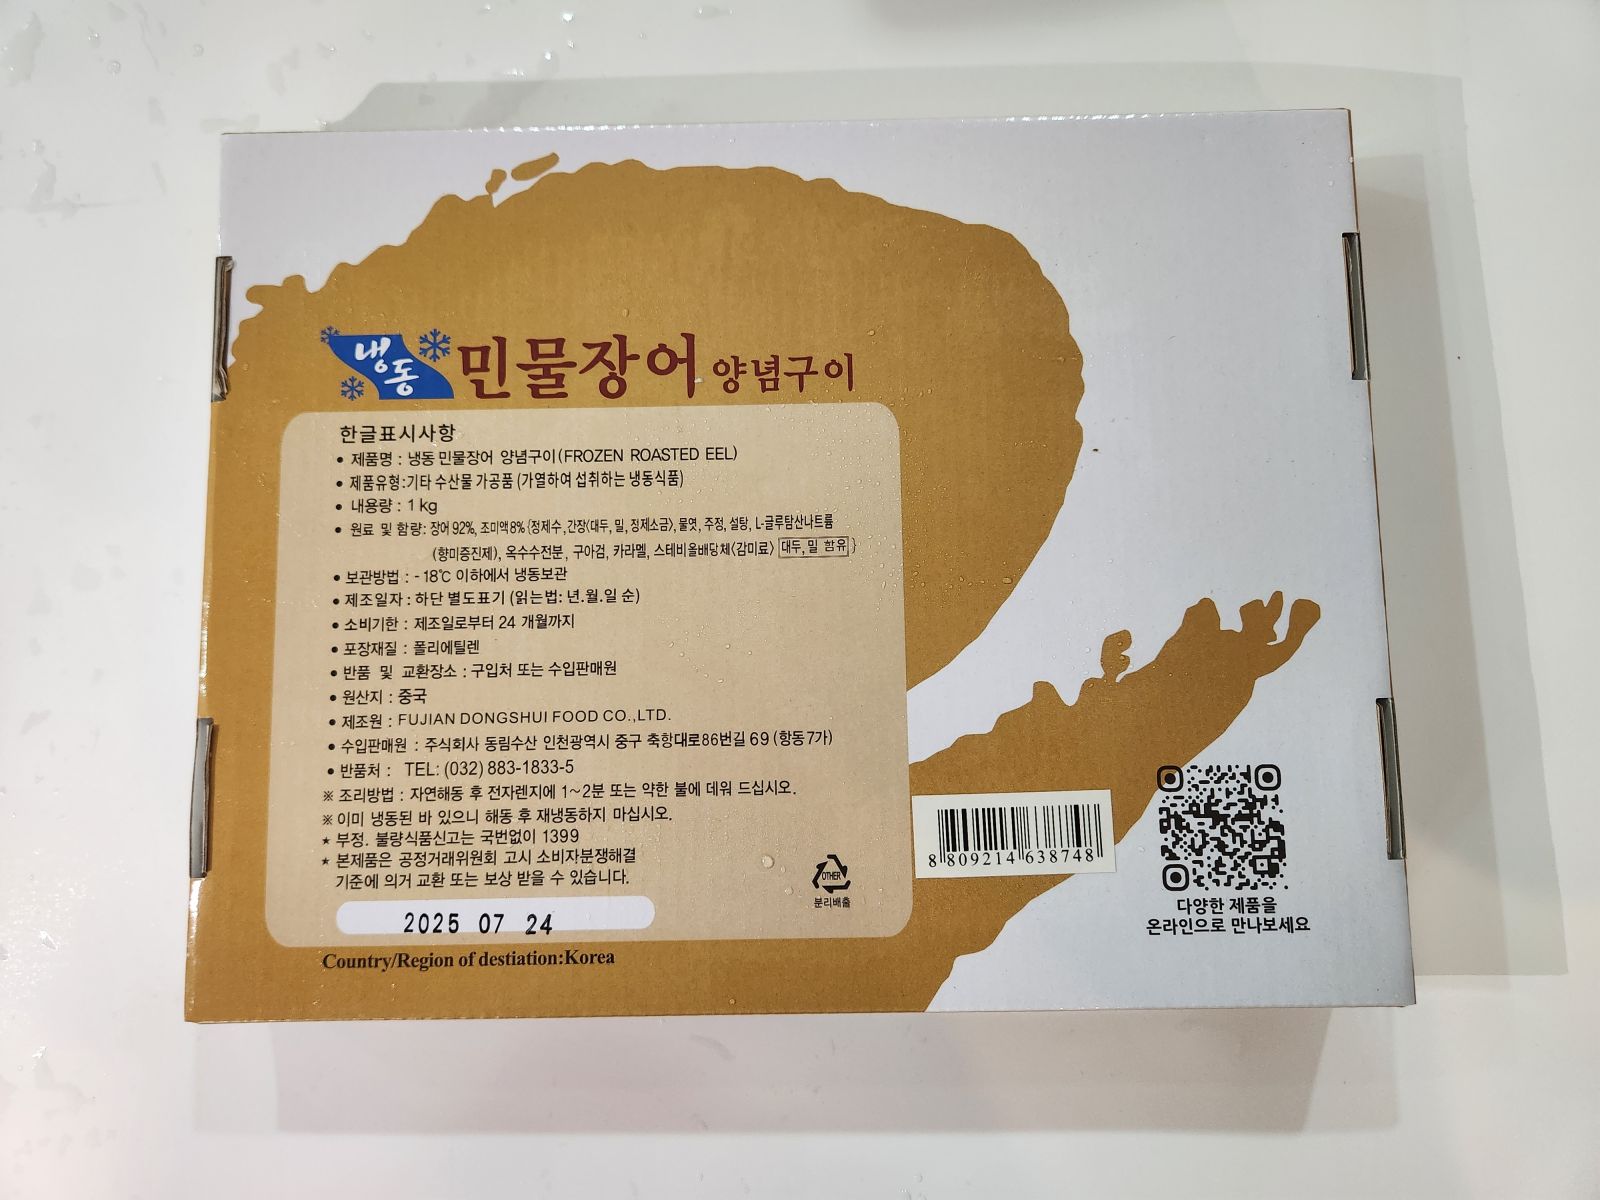 냉동 민물장어 양념구이
한글표시사항
• 제품명 : 냉동 민물장어 양념구이(FROZEN ROASTED EEL)
• 제품유형:기타 수산물 가공품 (가열하여 섭취하는 냉동식품)
• 내용량 : 1 kg
• 원료 및 함량: 장어 92%, 조미액8% {정제수, 간장(대두, 밀, 정제소금), 물엿, 주정, 설탕, L-글루탐산나트륨
(향미증진제), 옥수수전분, 구아검, 카라멜, 스테비올배당체(감미료) 대두, 밀 함유}
• 보관방법 : -18℃ 이하에서 냉동보관
• 제조일자 : 하단 별도표기 (읽는법: 년.월.일 순)
• 소비기한 : 제조일로부터 24 개월까지
• 포장재질 : 폴리에틸렌
• 반품 및 교환장소 : 구입처 또는 수입판매원
• 원산지 : 중국
• 제조원 : FUJIAN DONGSHUI FOOD CO.,LTD.
• 수입판매원 : 주식회사 동림수산 인천광역시 중구 축항대로86번길 69 (항동7가)
• 반품처 : TEL: (032) 883-1833-5
※ 조리방법 : 자연해동 후 전자렌지에 1~2분 또는 약한 불에 데워 드십시오.
※ 이미 냉동된 바 있으니 해동 후 재냉동하지 마십시오.
★ 부정. 불량식품신고는 국번없이 1399
★ 본제품은 공정거래위원회 고시 소비자분쟁해결
기준에 의거 교환 또는 보상 받을 수 있습니다.
OTHER
분리배출
2025 07 24
Country/Region of destiation:Korea
8 809214 638748
다양한 제품을
온라인으로 만나보세요